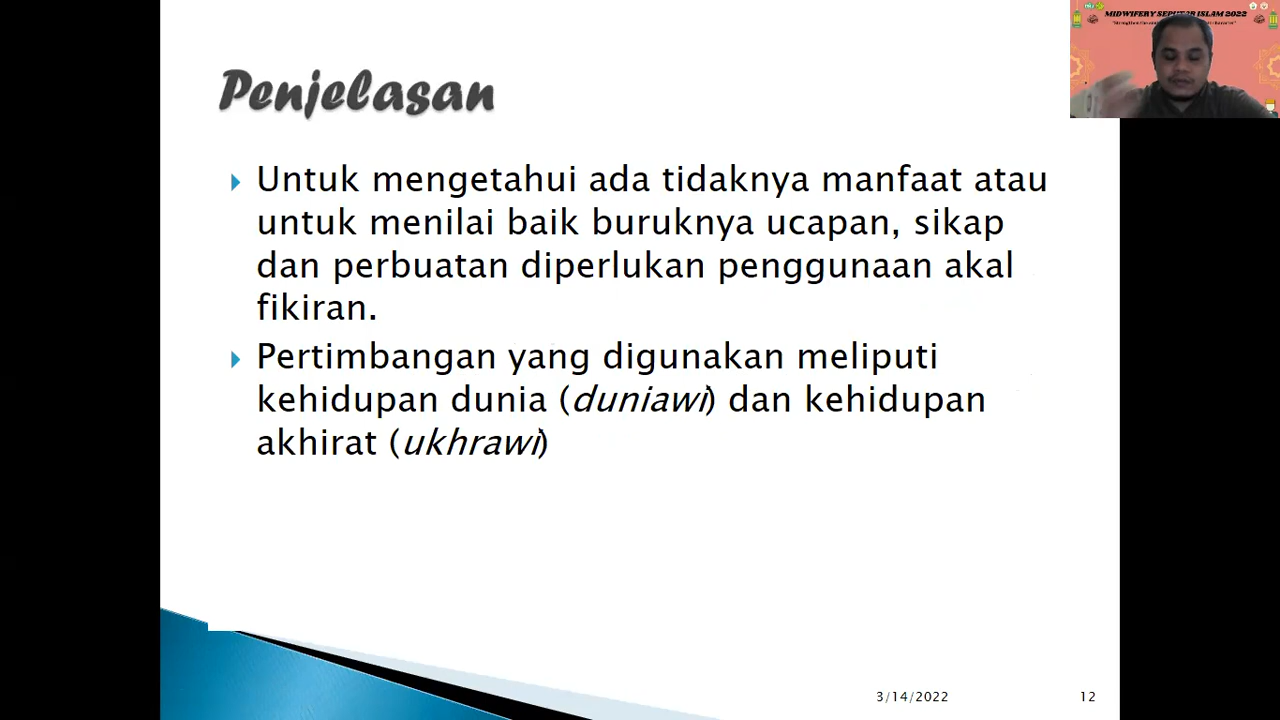 MIDWIFERY SEPUTAR ISLAM 2022
Penjelasan
Untuk mengetahui ada tidaknya manfaat atau
untuk menilai baik buruknya ucapan, sikap
dan perbuatan diperlukan penggunaan akal
fikiran.
Pertimbangan yang digunakan meliputi
kehidupan dunia (duniawi) dan kehidupan
akhirat (ukhrawi)
3/14/2022
12